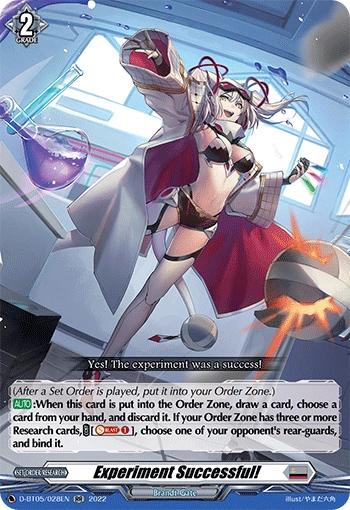 2
GRADE
Yes! The experiment was a success!
(After a Set Order is played, put it into your Order Zone.)
AUTO:When this card is put into the Order Zone, draw a card, choose a
card from your hand, and discard it. If your Order Zone has three or more
Research cards, [SOUL BLAST 1], choose one of your opponent's rear-guards,
and bind it.
SET ORDER/RESEARCH
Experiment Successful!
Brandt Gate
D-BT05/028EN RR 2022
illust/やまだ六角